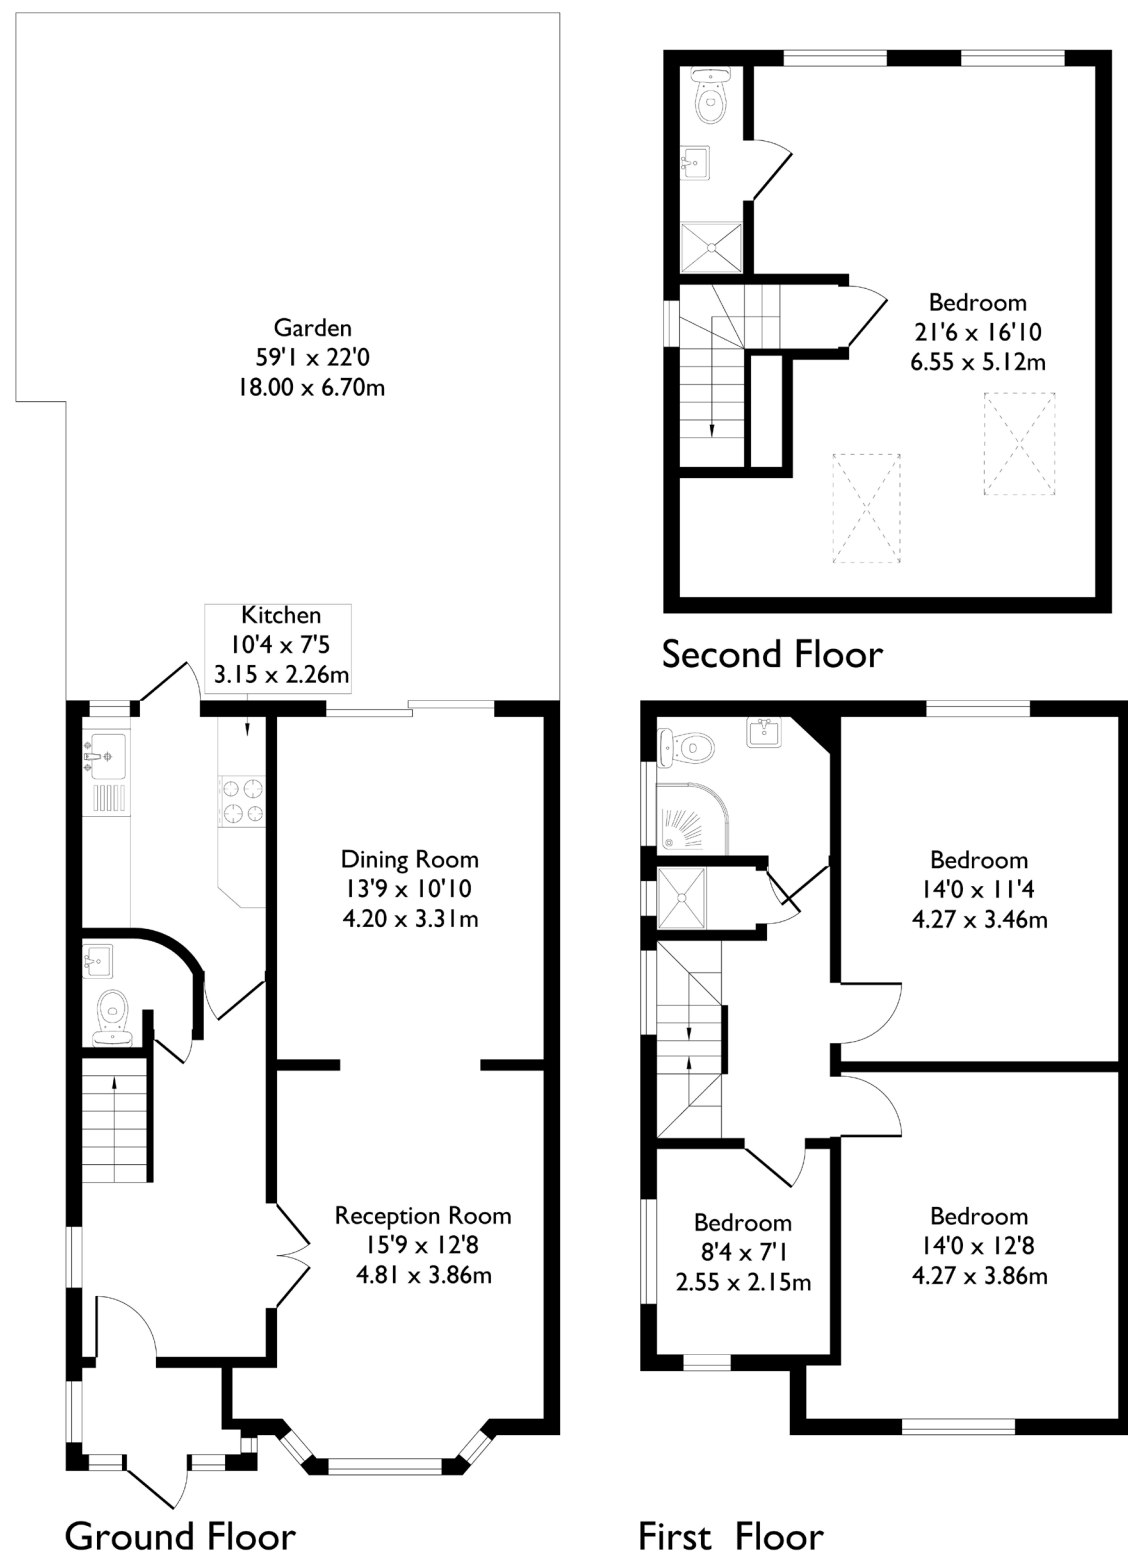 Garden
59'1 x 22'0
18.00 x 6.70m
Kitchen
10'4 x 7'5
3.15 x 2.26m
Dining Room
13'9 x 10'10
4.20 x 3.31m
Reception Room
15'9 x 12'8
4.81 x 3.86m
Ground Floor
Bedroom
21'6 x 16'10
6.55 x 5.12m
Second Floor
Bedroom
14'0 x 11'4
4.27 x 3.46m
Bedroom
8'4 x 7'1
2.55 x 2.15m
Bedroom
14'0 x 12'8
4.27 x 3.86m
First Floor